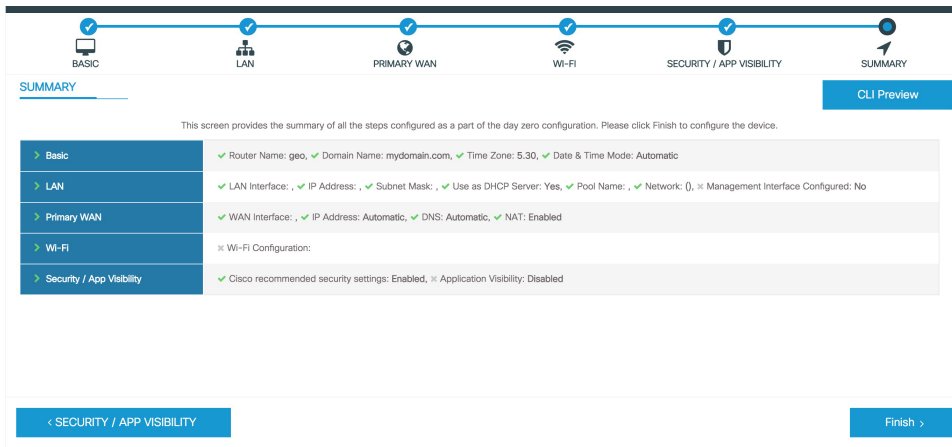 BASIC
LAN
PRIMARY WAN
WI-FI
SECURITY / APP VISIBILITY
SUMMARY
SUMMARY
CLI Preview
This screen provides the summary of all the steps configured as a part of the day zero configuration. Please click Finish to configure the device.
> Basic
✔ Router Name: geo, ✔ Domain Name: mydomain.com, ✔ Time Zone: 5.30, ✔ Date & Time Mode: Automatic
> LAN
✔ LAN Interface: , ✔ IP Address: , ✔ Subnet Mask: , ✔ Use as DHCP Server: Yes, ✔ Pool Name: , ✔ Network: (), ✖ Management Interface Configured: No
> Primary WAN
✔ WAN Interface: , ✔ IP Address: Automatic, ✔ DNS: Automatic, ✔ NAT: Enabled
> Wi-Fi
✖ Wi-Fi Configuration:
> Security / App Visibility
✔ Cisco recommended security settings: Enabled, ✖ Application Visibility: Disabled
< SECURITY / APP VISIBILITY
Finish >